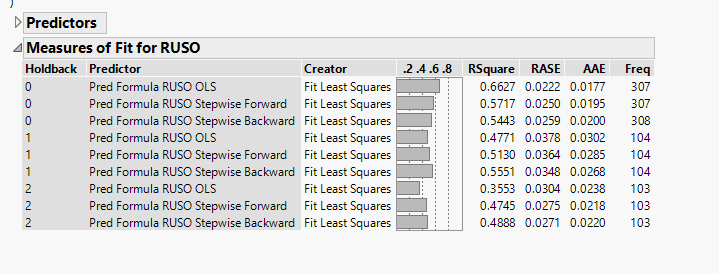 )
Predictors
Measures of Fit for RUSO
Holdback Predictor Creator .2 .4 .6 .8 RSquare RASE AAE Freq
0 Pred Formula RUSO OLS Fit Least Squares 0.6627 0.0222 0.0177 307
0 Pred Formula RUSO Stepwise Forward Fit Least Squares 0.5717 0.0250 0.0195 307
0 Pred Formula RUSO Stepwise Backward Fit Least Squares 0.5443 0.0259 0.0200 308
1 Pred Formula RUSO OLS Fit Least Squares 0.4771 0.0378 0.0302 104
1 Pred Formula RUSO Stepwise Forward Fit Least Squares 0.5130 0.0364 0.0285 104
1 Pred Formula RUSO Stepwise Backward Fit Least Squares 0.5551 0.0348 0.0268 104
2 Pred Formula RUSO OLS Fit Least Squares 0.3553 0.0304 0.0238 103
2 Pred Formula RUSO Stepwise Forward Fit Least Squares 0.4745 0.0275 0.0218 103
2 Pred Formula RUSO Stepwise Backward Fit Least Squares 0.4888 0.0271 0.0220 103